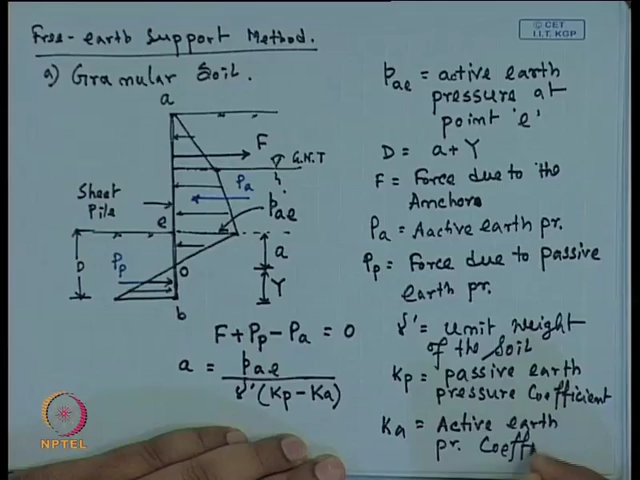 © CET
I.I.T. KGP
Free-earth Support Method.
a) Granular Soil.
a
F
G.W.T
Pa
Sheet
Pile
e
pae
D
a
Pp
O
Y
b
F + Pp - Pa = 0
a = pae
γ' (Kp - Ka)
pae = active earth
pressure at
point 'e'
D = a + Y
F = Force due to the
Anchor
Pa = Aactive earth pr.
Pp = Force due to passive
earth pr.
γ' = Unit weight
of the Soil
Kp = passive earth
pressure Coefficient
Ka = Active earth
pr. Coeff
NPTEL